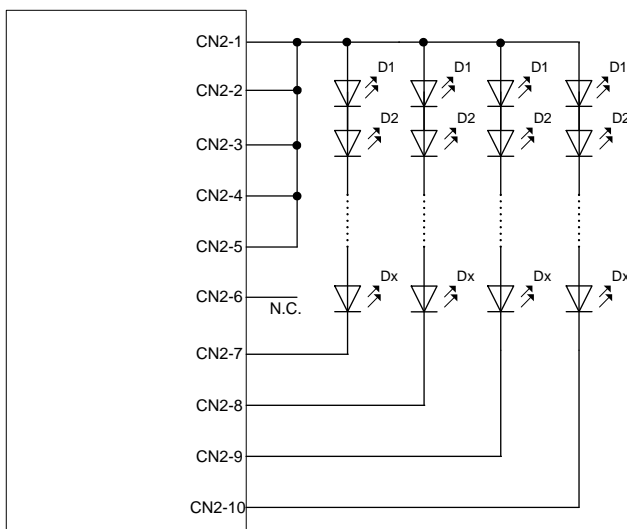 CN2-1
D1 D1 D1 D1
CN2-2
D2 D2 D2 D2
CN2-3
CN2-4
CN2-5
Dx Dx Dx Dx
CN2-6
N.C.
CN2-7
CN2-8
CN2-9
CN2-10